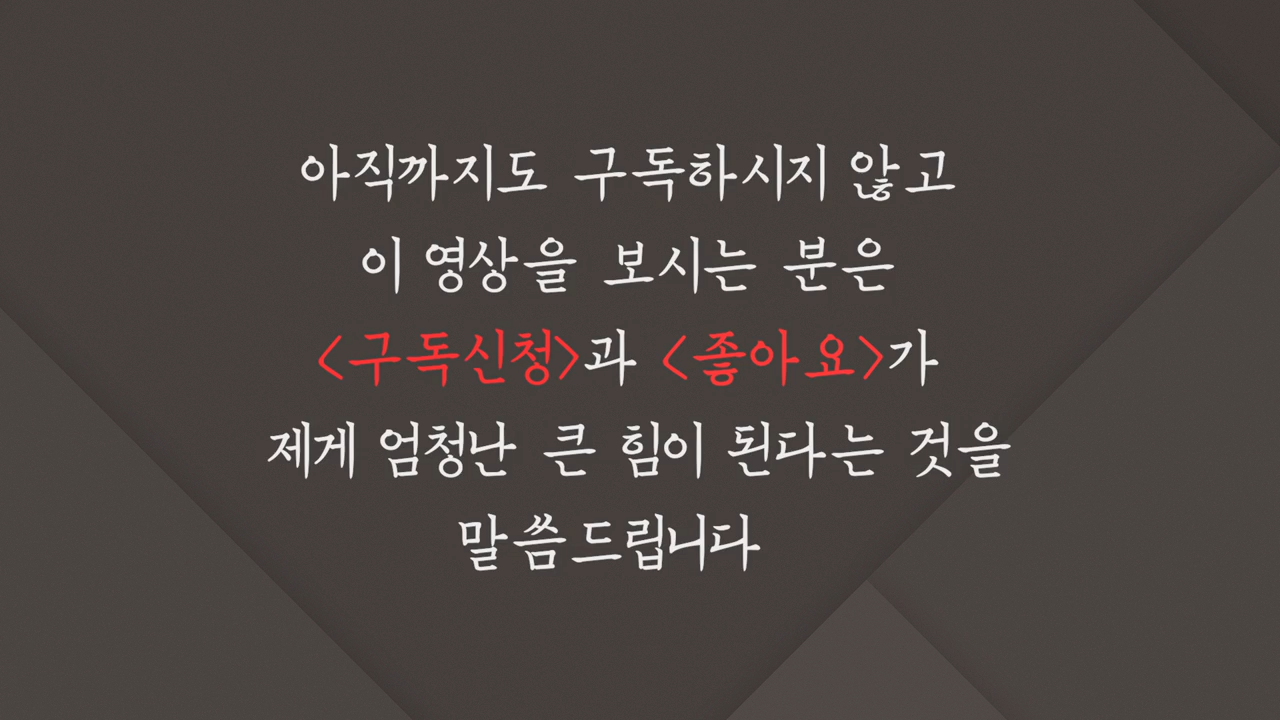 아직까지도 구독하시지 않고
이 영상을 보시는 분은
<구독신청>과 <좋아요>가
제게 엄청난 큰 힘이 된다는 것을
말씀드립니다